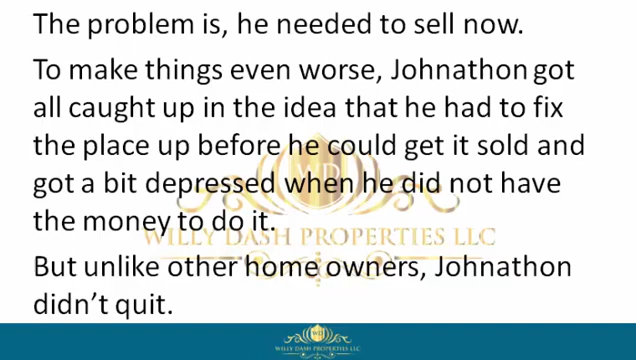 The problem is, he needed to sell now.
To make things even worse, Johnathon got
all caught up in the idea that he had to fix
the place up before he could get it sold and
got a bit depressed when he did not have
the money to do it.
WILLY DASH PROPERTIES LLC
But unlike other home owners, Johnathon
didn’t quit.
WILLY DASH PROPERTIES LLC